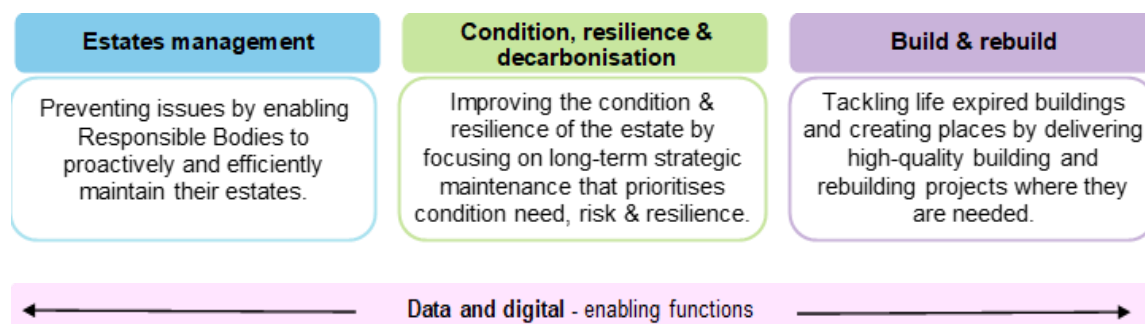 Estates management
Preventing issues by enabling
Responsible Bodies to
proactively and efficiently
maintain their estates.
Condition, resilience &
decarbonisation
Improving the condition &
resilience of the estate by
focusing on long-term strategic
maintenance that prioritises
condition need, risk & resilience.
Build & rebuild
Tackling life expired buildings
and creating places by delivering
high-quality building and
rebuilding projects where they
are needed.
Data and digital - enabling functions